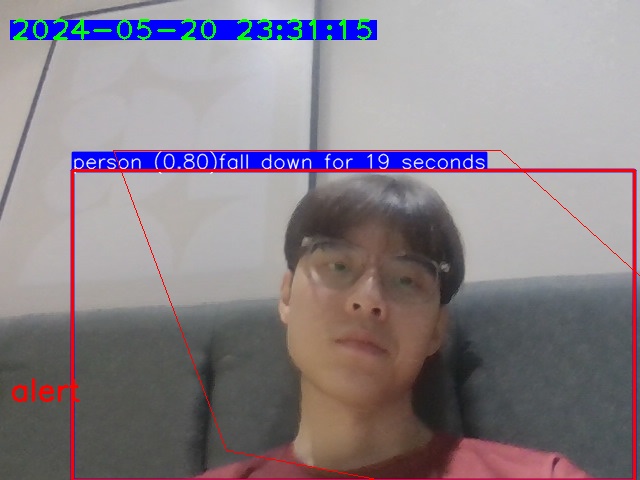 2024-05-20 23:31:15
person (0.80)fall down for 19 seconds
alert